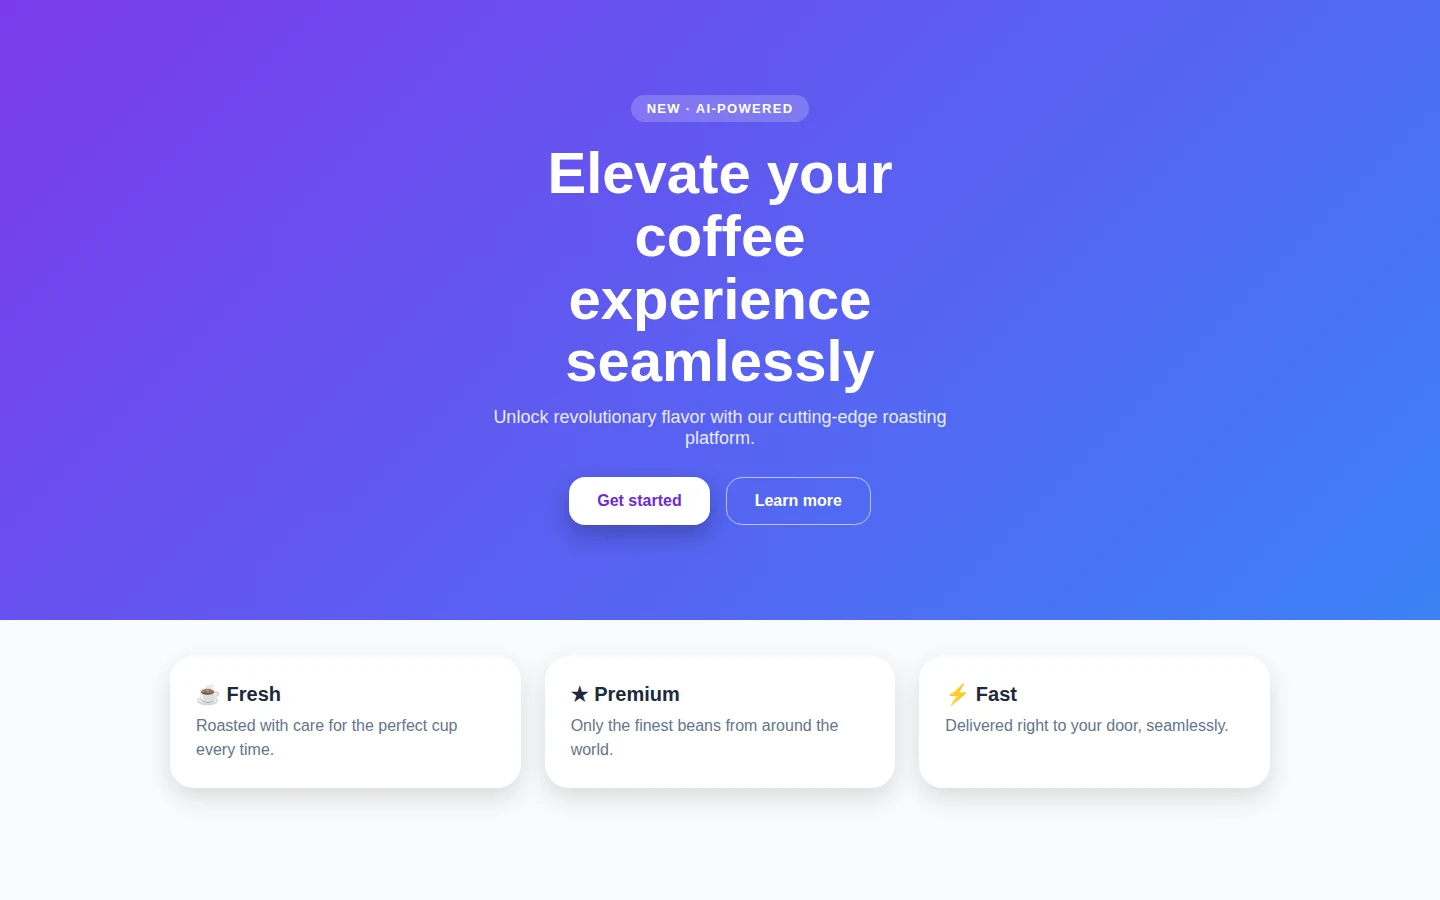 NEW · AI-POWERED
Elevate your
coffee
experience
seamlessly
Unlock revolutionary flavor with our cutting-edge roasting
platform.
Get started
Learn more
☕ Fresh
Roasted with care for the perfect cup
every time.
★ Premium
Only the finest beans from around the
world.
⚡ Fast
Delivered right to your door, seamlessly.